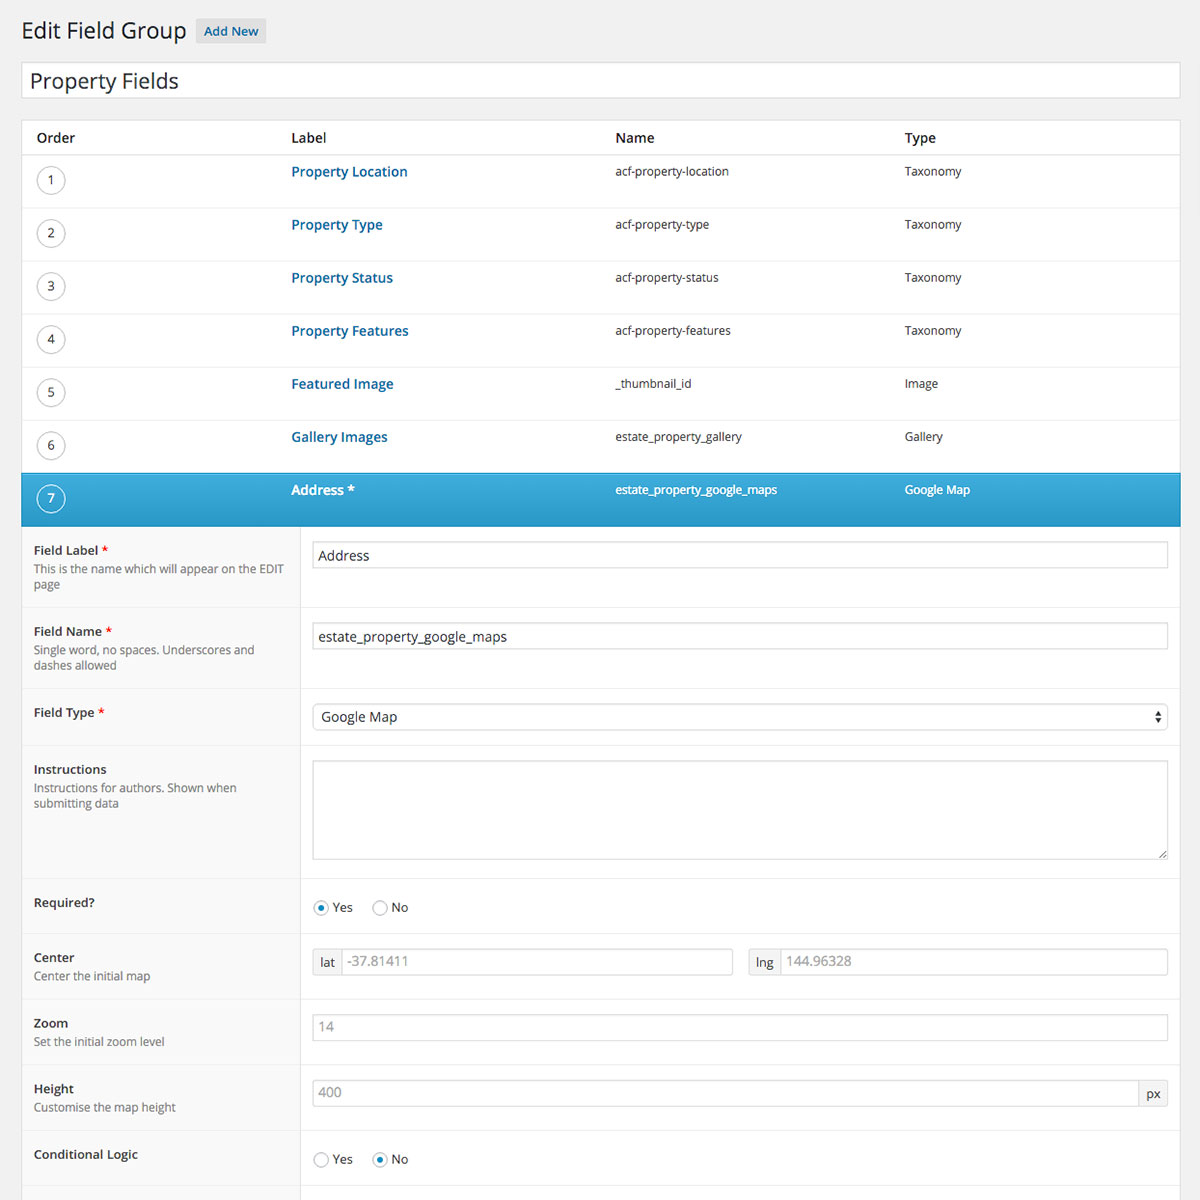 Edit Field Group Add New
Property Fields
Order Label Name Type
1 Property Location acf-property-location Taxonomy
2 Property Type acf-property-type Taxonomy
3 Property Status acf-property-status Taxonomy
4 Property Features acf-property-features Taxonomy
5 Featured Image _thumbnail_id Image
6 Gallery Images estate_property_gallery Gallery
7 Address * estate_property_google_maps Google Map
Field Label * Address
This is the name which will appear on the EDIT
page
Field Name * estate_property_google_maps
Single word, no spaces. Underscores and
dashes allowed
Field Type * Google Map
Instructions
Instructions for authors. Shown when
submitting data
Required? Yes No
Center lat -37.81411 lng 144.96328
Center the initial map
Zoom 14
Set the initial zoom level
Height 400 px
Customise the map height
Conditional Logic Yes No